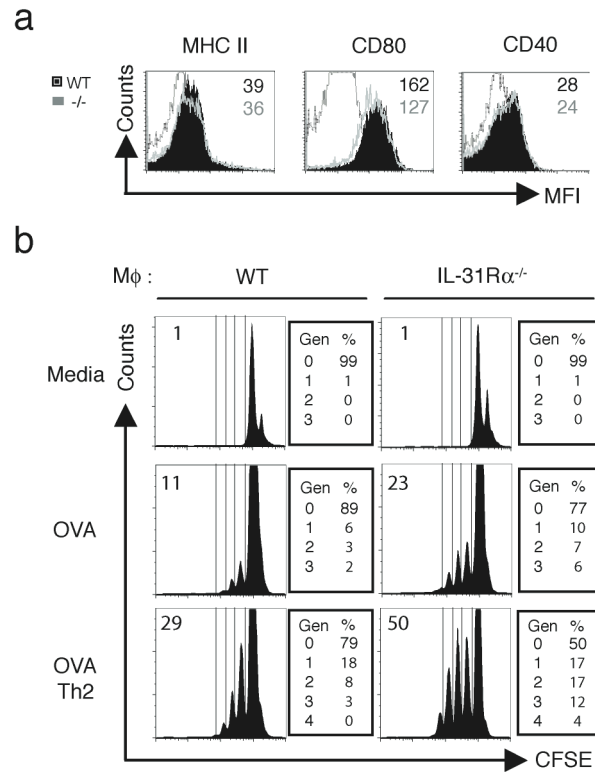 a
MHC II
CD80
CD40
WT
-/-
Counts
39
36
162
127
28
24
MFI
b
Mϕ :
WT
IL-31Rα-/-
Media
Counts
1
Gen %
0 99
1 1
2 0
3 0
1
Gen %
0 99
1 1
2 0
3 0
OVA
11
Gen %
0 89
1 6
2 3
3 2
23
Gen %
0 77
1 10
2 7
3 6
OVA
Th2
29
Gen %
0 79
1 18
2 8
3 3
4 0
50
Gen %
0 50
1 17
2 17
3 12
4 4
CFSE